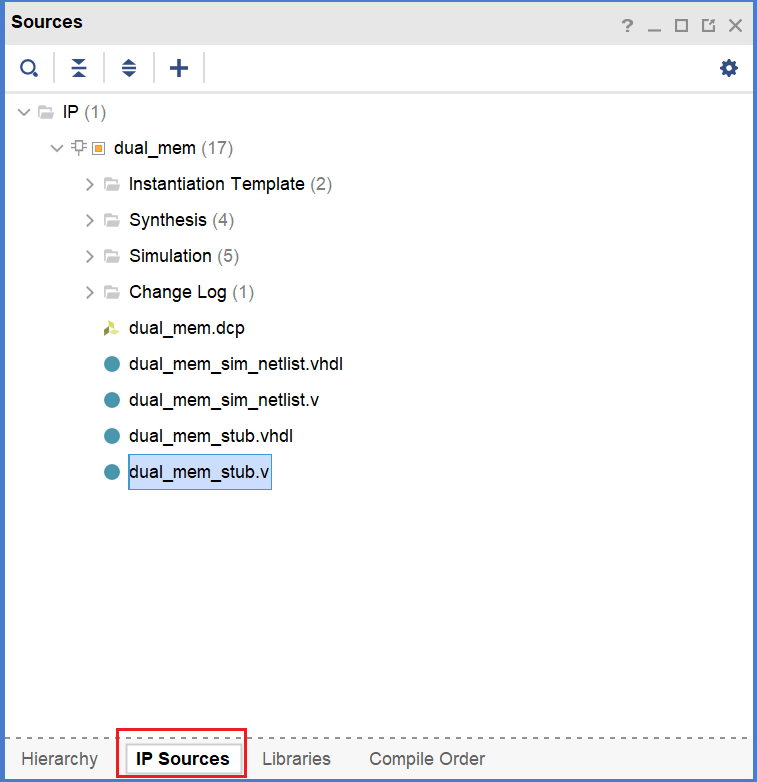 Sources
?
IP (1)
dual_mem (17)
Instantiation Template (2)
Synthesis (4)
Simulation (5)
Change Log (1)
dual_mem.dcp
dual_mem_sim_netlist.vhdl
dual_mem_sim_netlist.v
dual_mem_stub.vhdl
dual_mem_stub.v
Hierarchy IP Sources Libraries Compile Order